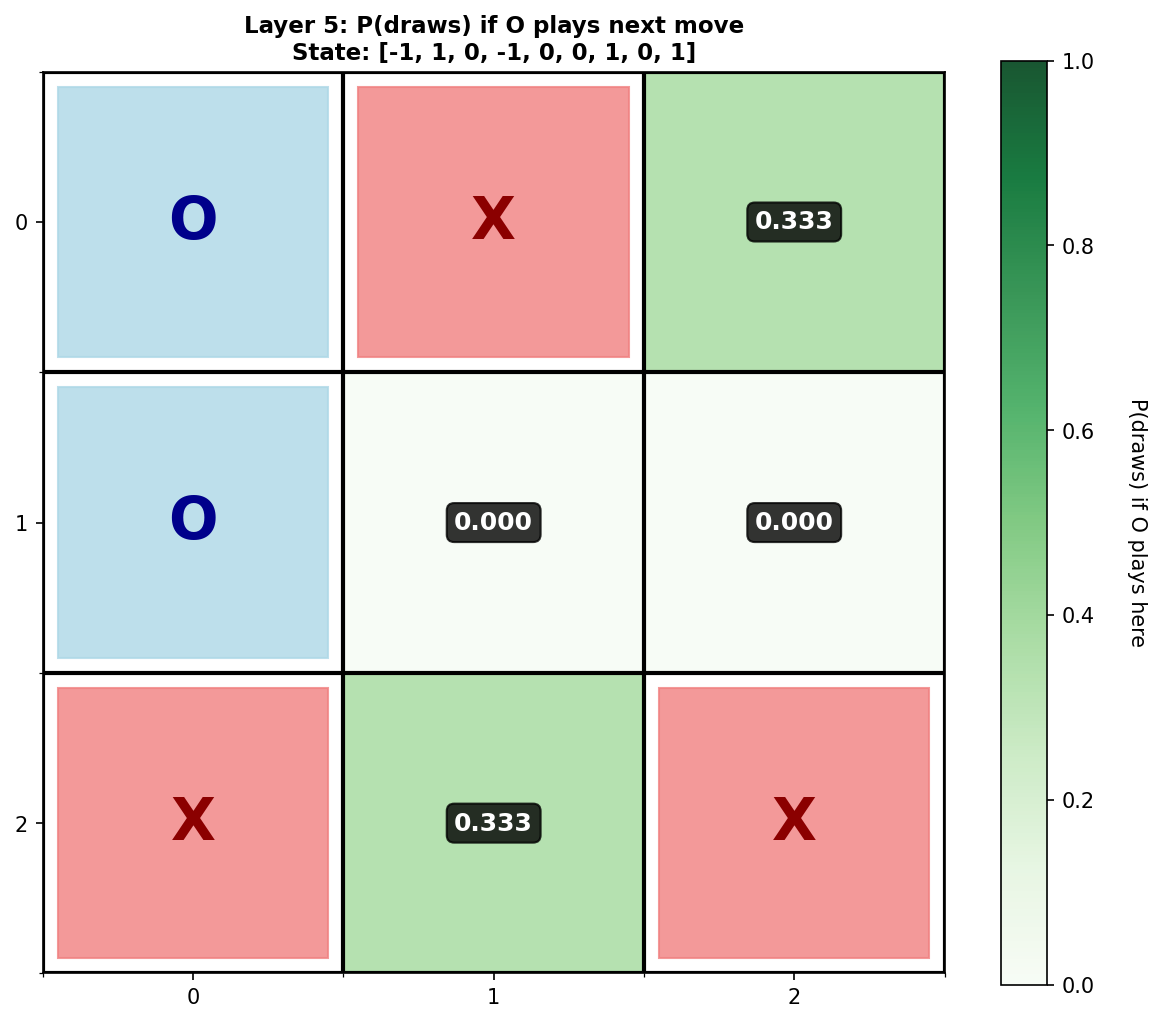 Layer 5: P(draws) if O plays next move
State: [-1, 1, 0, -1, 0, 0, 1, 0, 1]
O
X
0.333
O
0.000
0.000
X
0.333
X
0
1
2
0
1
2
1.0
0.8
0.6
0.4
0.2
0.0
P(draws) if O plays here